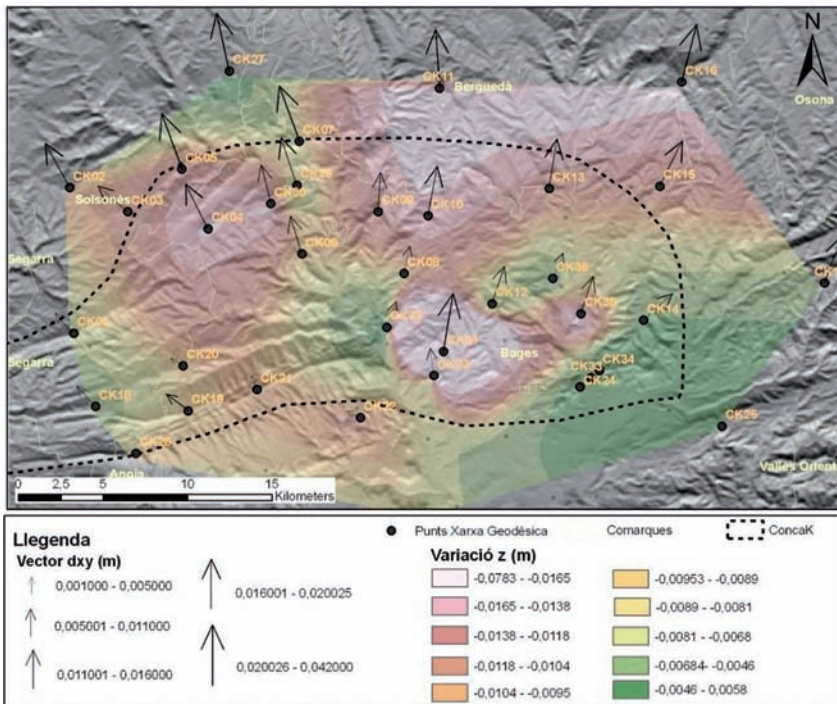 N
CK27
CK11
Berguedà
CK16
Osona
CK07
CK05
CK02
CK03
Solsonès
CK04
CK30
CK09
CK10
CK13
CK15
CK06
Segarra
CK08
CK36
CK12
CK14
Bages
CK20
Segarra
CK21
CK33
CK34
CK24
CK18
CK19
CK22
CK25
Anoia
Vallès Orient
0 2,5 5 10 15
Kilometers
Llegenda
Vector dxy (m)
0,001000 - 0,005000
0,005001 - 0,011000
0,011001 - 0,016000
0,016001 - 0,020025
0,020026 - 0,042000
Punts Xarxa Geodèsica
Comarques
ConcaK
Variació z (m)
-0,0783 - -0,0165
-0,0165 - -0,0138
-0,0138 - -0,0118
-0,0118 - -0,0104
-0,0104 - -0,0095
-0,00953 - -0,0089
-0,0089 - -0,0081
-0,0081 - -0,0068
-0,00684- -0,0046
-0,0046 - 0,0058